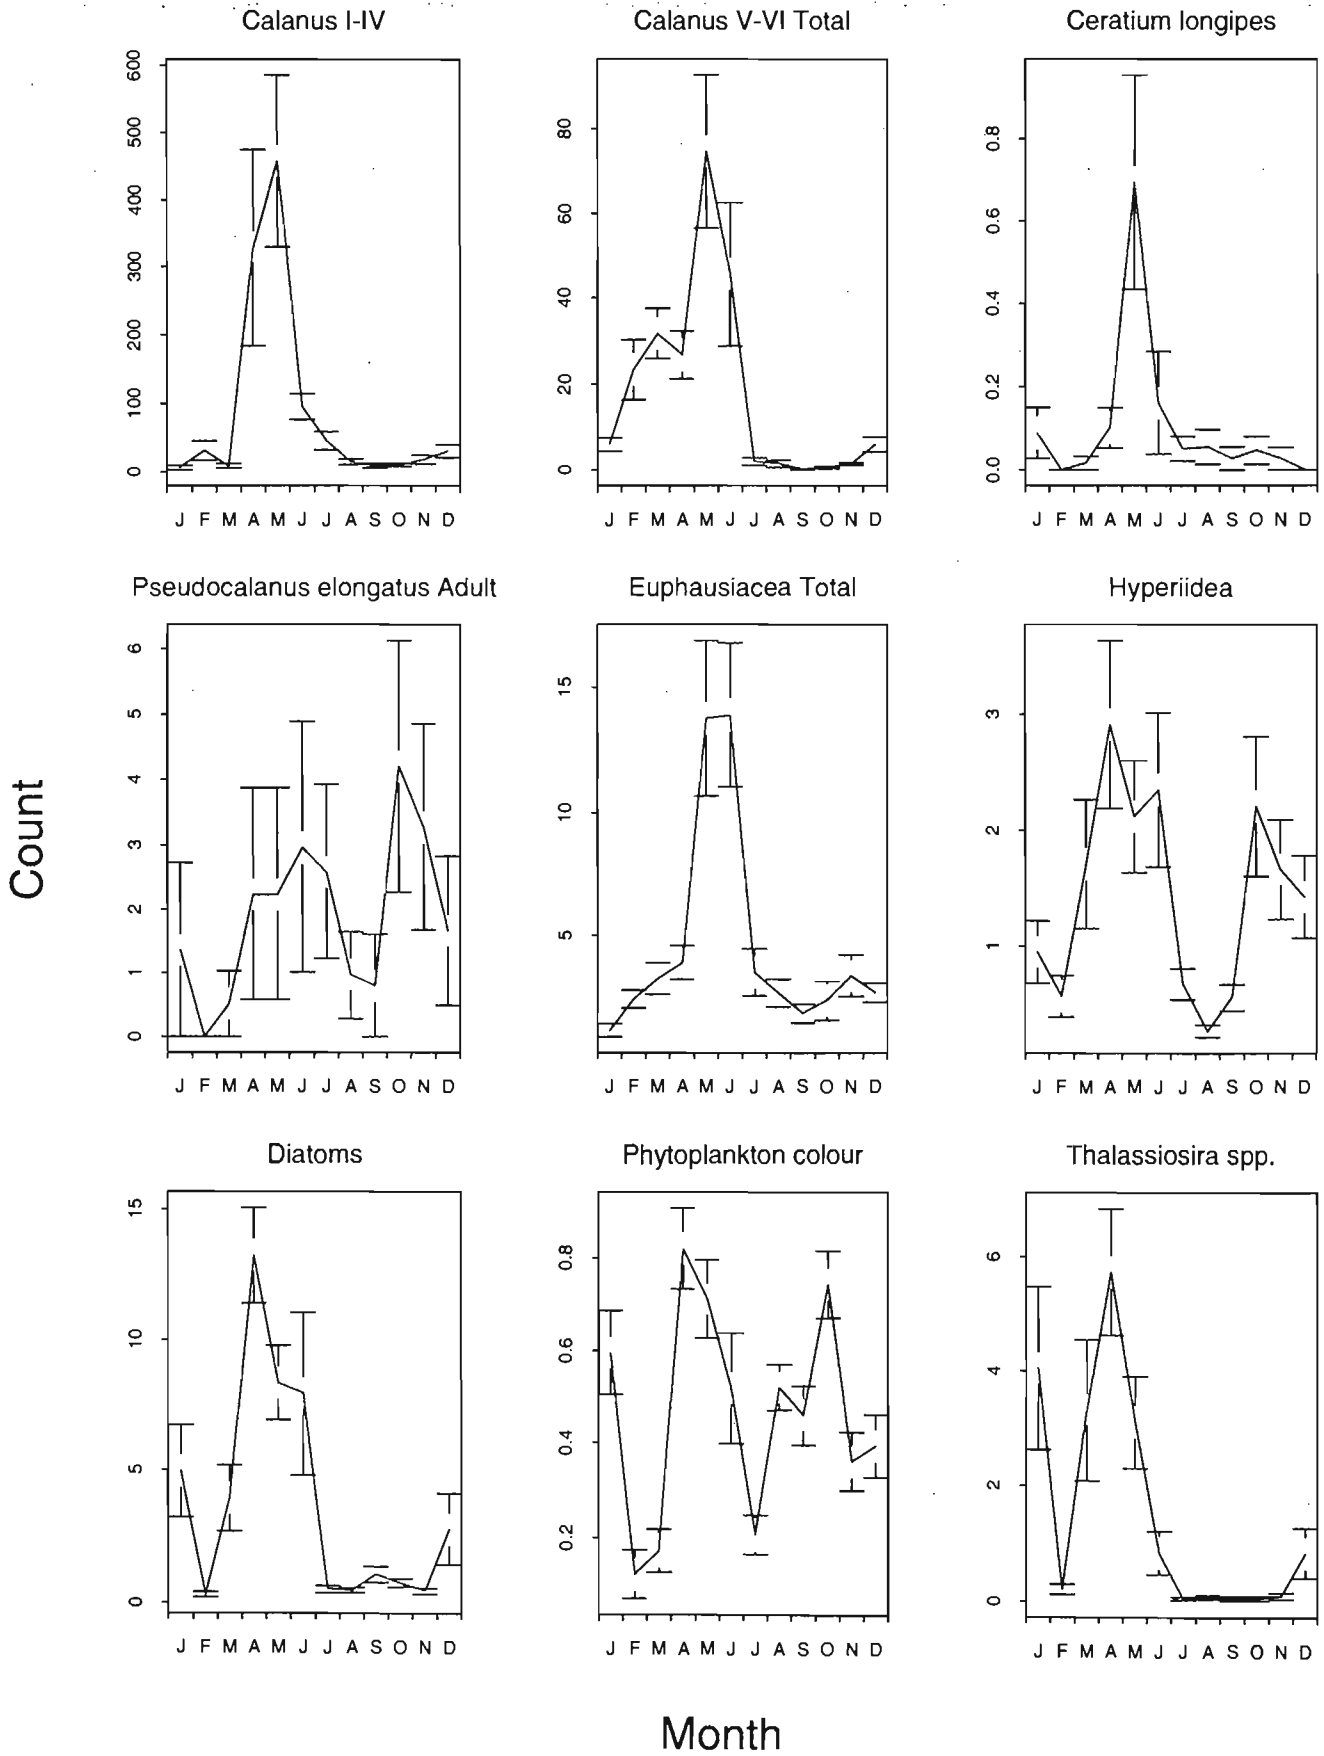 Calanus I-IV
Calanus V-VI Total
Ceratium longipes
600
500
400
300
200
100
0
J F M A M J J A S O N D
80
60
40
20
0
J F M A M J J A S O N D
0.8
0.6
0.4
0.2
0.0
J F M A M J J A S O N D
Pseudocalanus elongatus Adult
Euphausiacea Total
Hyperiidea
6
5
4
3
2
1
0
J F M A M J J A S O N D
15
10
5
J F M A M J J A S O N D
3
2
1
J F M A M J J A S O N D
Count
Diatoms
Phytoplankton colour
Thalassiosira spp.
15
10
5
0
J F M A M J J A S O N D
0.8
0.6
0.4
0.2
J F M A M J J A S O N D
6
4
2
0
J F M A M J J A S O N D
Month